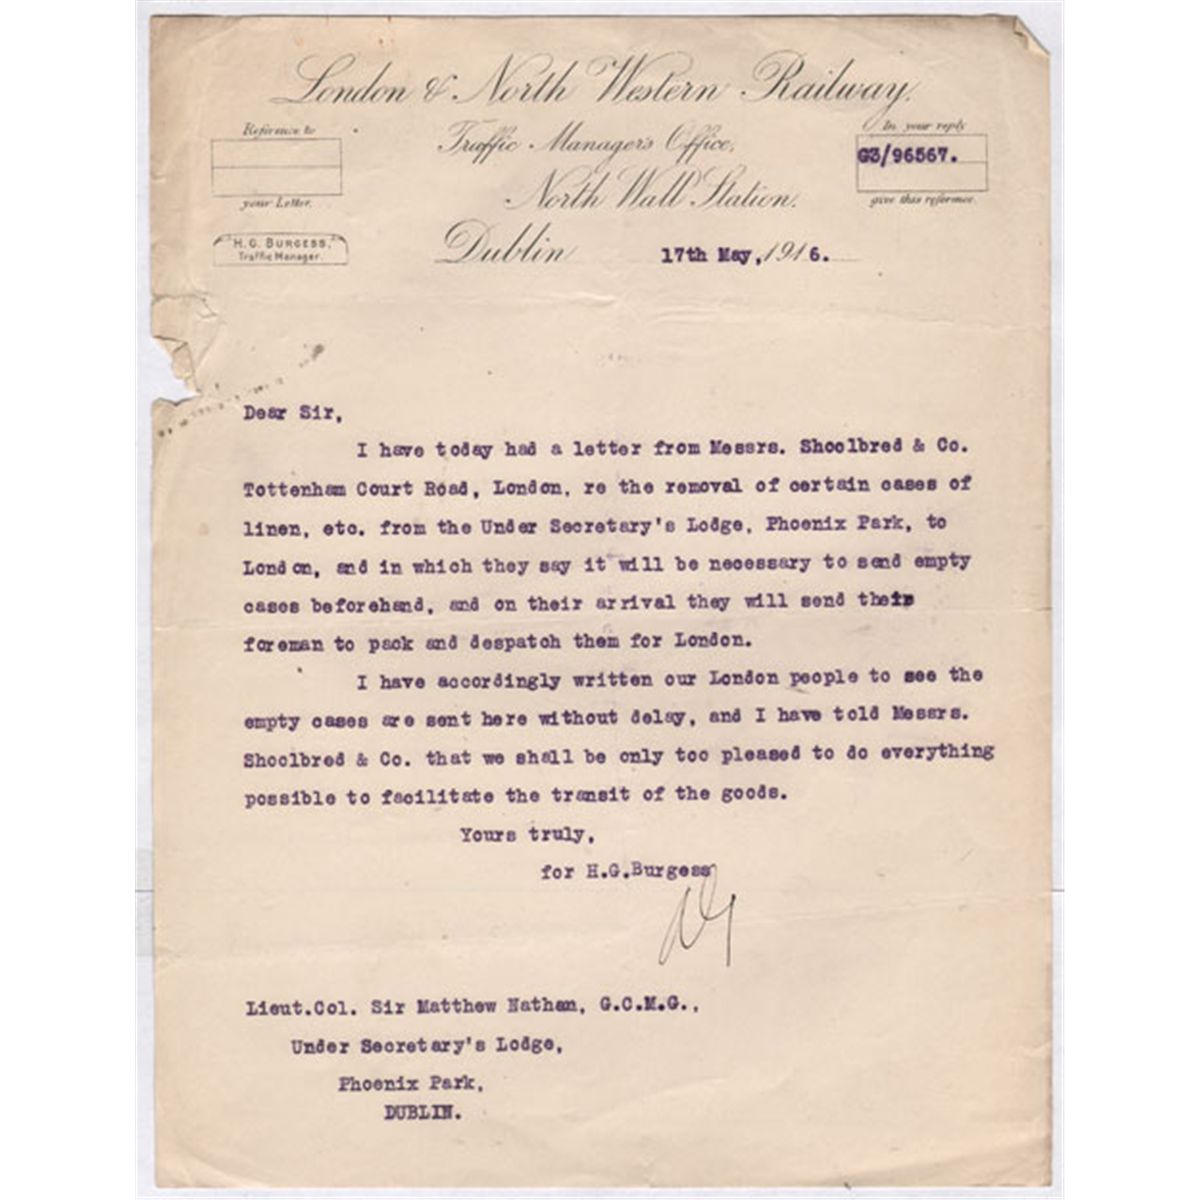 London & North Western Railway.
Reference to
your Letter.
Traffic Manager's Office,
In your reply
G3/96567.
give this reference.
North Wall Station.
H. G. BURGESS,
Traffic Manager.
Dublin 17th May, 1916.
Dear Sir,
I have today had a letter from Messrs. Shoolbred & Co.
Tottenham Court Road, London, re the removal of certain cases of
linen, etc. from the Under Secretary's Lodge, Phoenix Park, to
London, and in which they say it will be necessary to send empty
cases beforehand, and on their arrival they will send their
foreman to pack and despatch them for London.
I have accordingly written our London people to see the
empty cases are sent here without delay, and I have told Messrs.
Shoolbred & Co. that we shall be only too pleased to do everything
possible to facilitate the transit of the goods.
Yours truly,
for H.G.Burgess
Lieut.Col. Sir Matthew Nathan, G.C.M.G.,
Under Secretary's Lodge,
Phoenix Park,
DUBLIN.